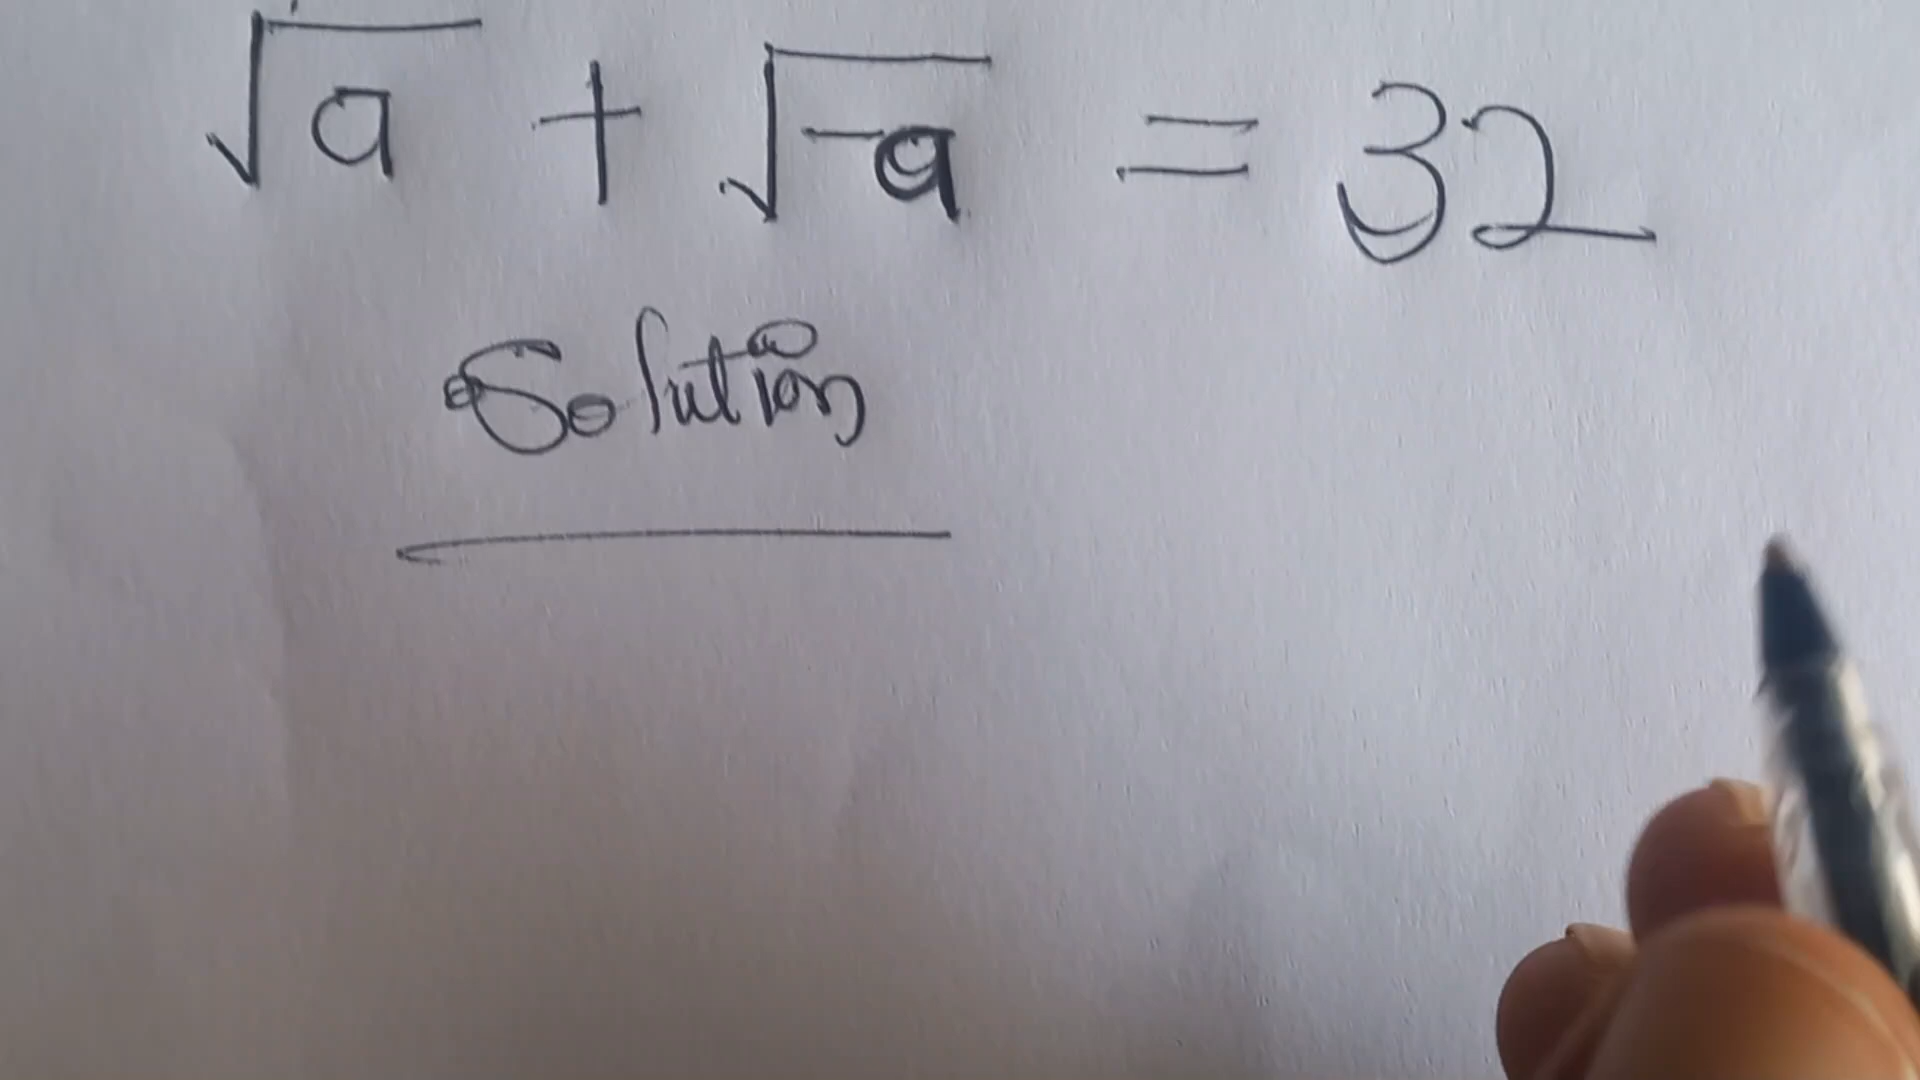 √a + √-a = 32
Solution